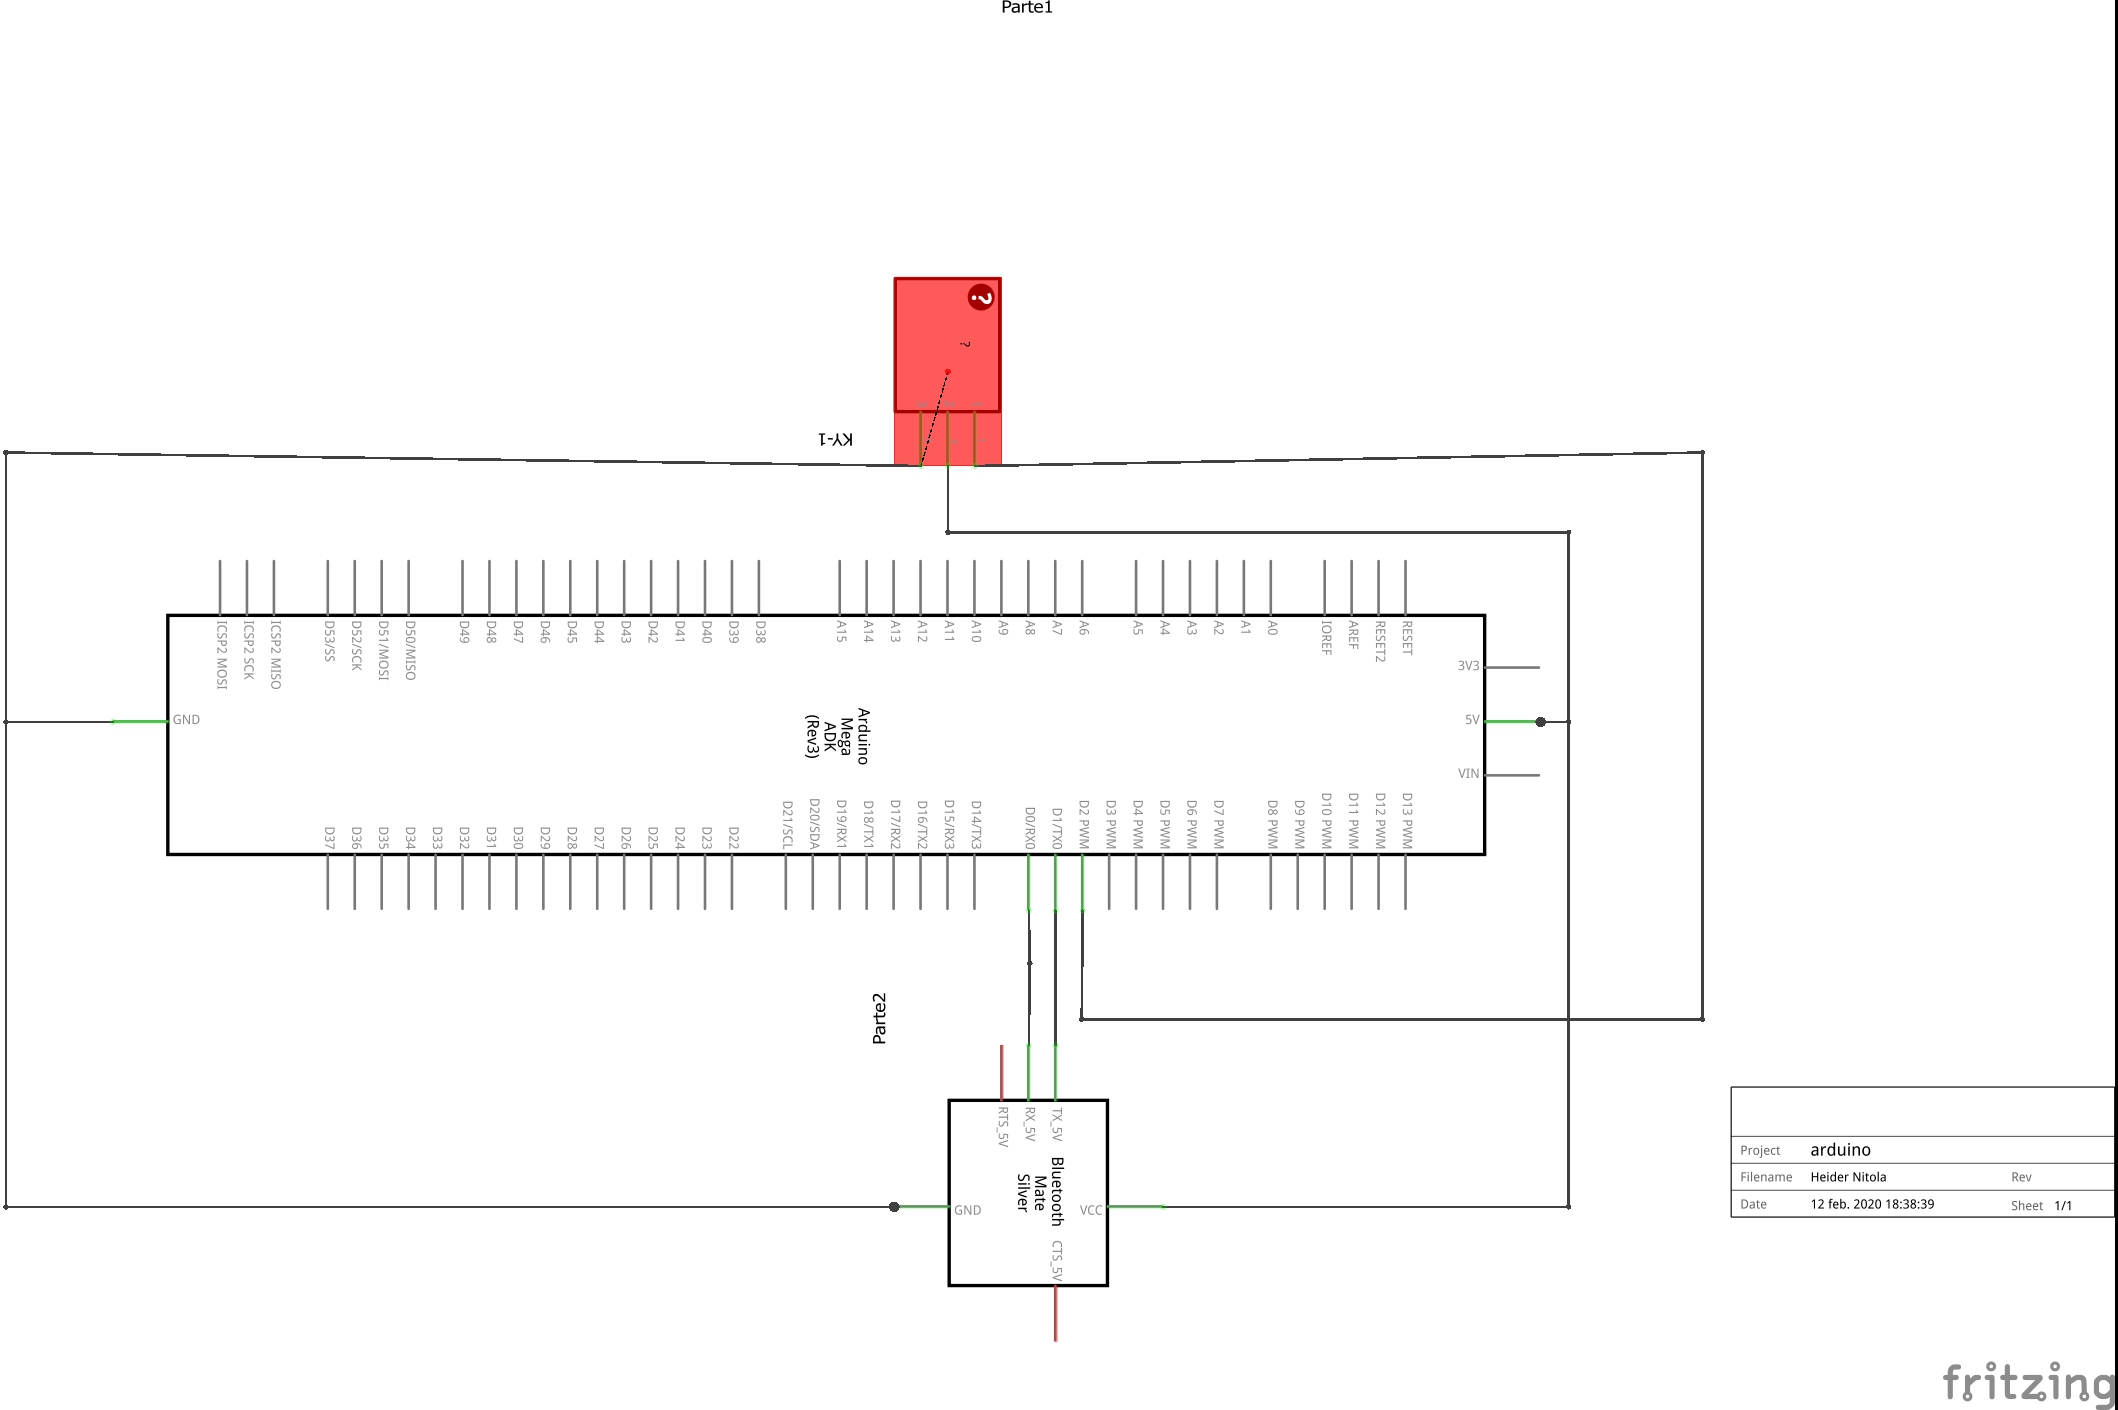 Parte1
?
?
KY-1
ICSP2 MOSI
ICSP2 SCK
ICSP2 MISO
D53/SS
D52/SCK
D51/MOSI
D50/MISO
D49
D48
D47
D46
D45
D44
D43
D42
D41
D40
D39
D38
A15
A14
A13
A12
A11
A10
A9
A8
A7
A6
A5
A4
A3
A2
A1
A0
IOREF
AREF
RESET2
RESET
3V3
GND
5V
VIN
Arduino
Mega
ADK
(Rev3)
D37
D36
D35
D34
D33
D32
D31
D30
D29
D28
D27
D26
D25
D24
D23
D22
D21/SCL
D20/SDA
D19/RX1
D18/TX1
D17/RX2
D16/TX2
D15/RX3
D14/TX3
D0/RX0
D1/TX0
D2 PWM
D3 PWM
D4 PWM
D5 PWM
D6 PWM
D7 PWM
D8 PWM
D9 PWM
D10 PWM
D11 PWM
D12 PWM
D13 PWM
Parte2
RTS_5V
RX_5V
TX_5V
Bluetooth
Mate
Silver
GND
VCC
CTS_5V
Project arduino
Filename Heider Nitola Rev
Date 12 feb. 2020 18:38:39 Sheet 1/1
fritzing